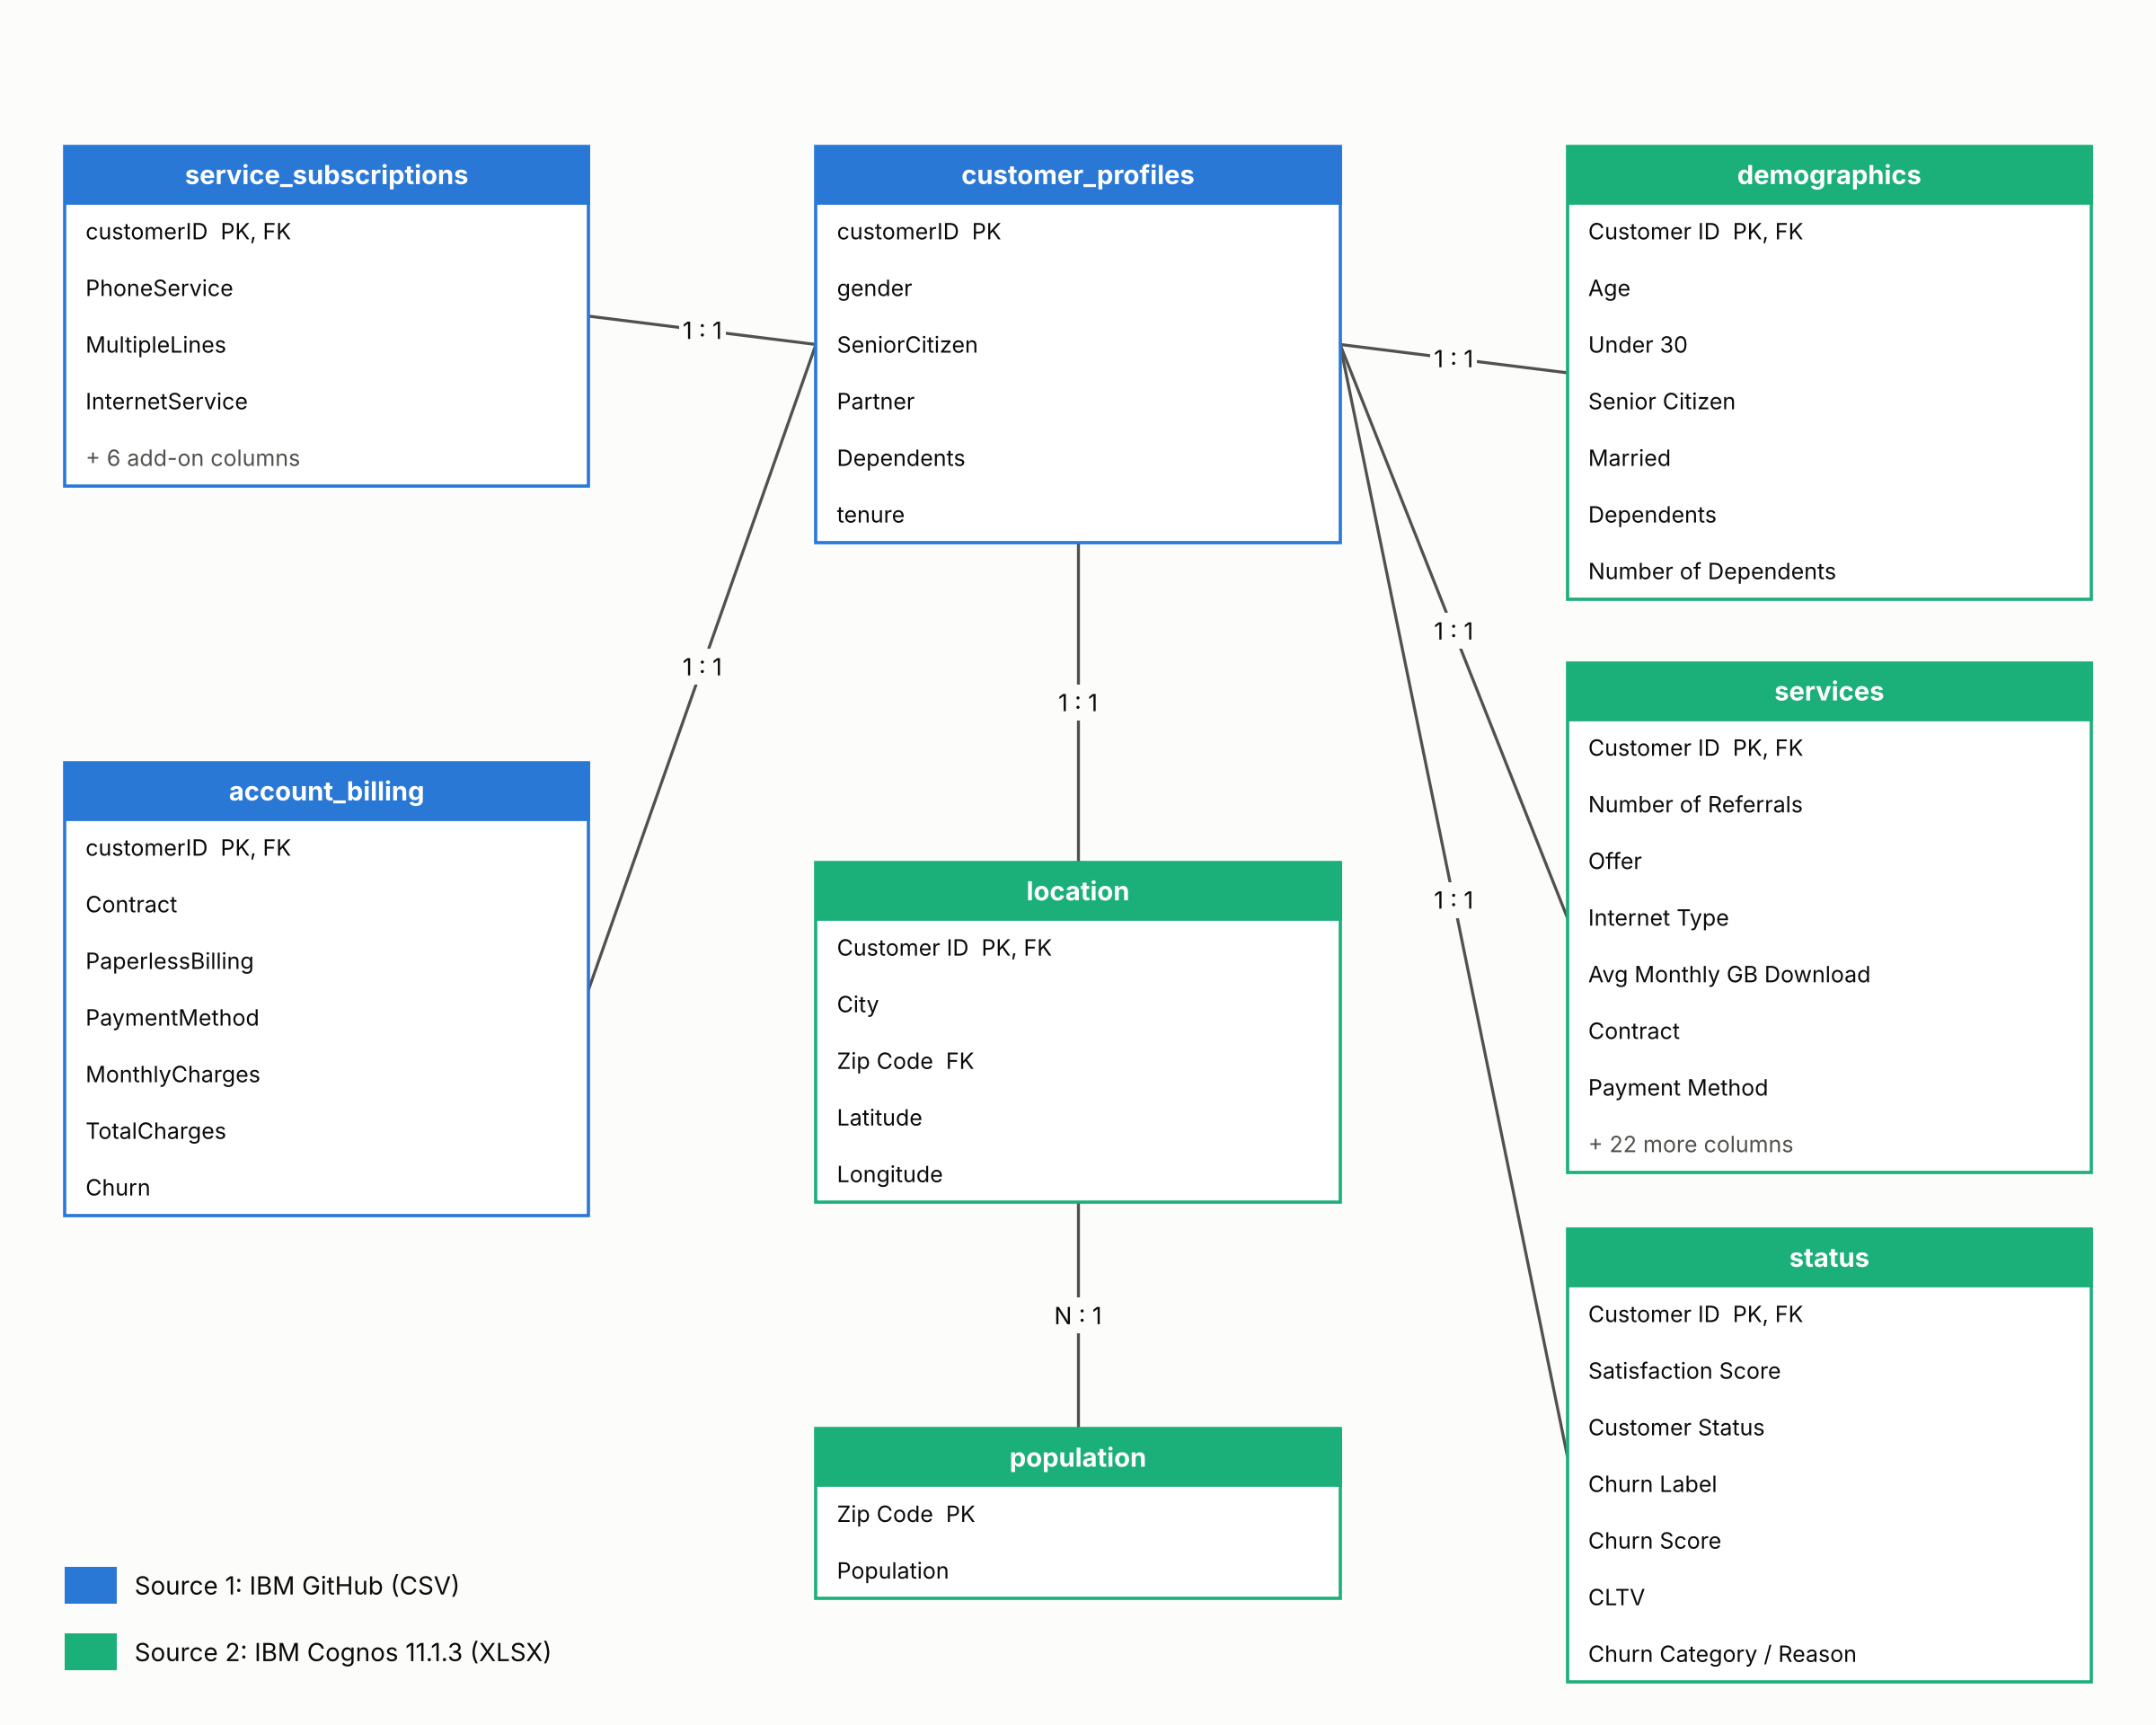 service_subscriptions
customerID PK, FK
PhoneService
MultipleLines
InternetService
+ 6 add-on columns
customer_profiles
customerID PK
gender
SeniorCitizen
Partner
Dependents
tenure
demographics
Customer ID PK, FK
Age
Under 30
Senior Citizen
Married
Dependents
Number of Dependents
1 : 1
1 : 1
1 : 1
1 : 1
1 : 1
1 : 1
account_billing
customerID PK, FK
Contract
PaperlessBilling
PaymentMethod
MonthlyCharges
TotalCharges
Churn
location
Customer ID PK, FK
City
Zip Code FK
Latitude
Longitude
services
Customer ID PK, FK
Number of Referrals
Offer
Internet Type
Avg Monthly GB Download
Contract
Payment Method
+ 22 more columns
N : 1
population
Zip Code PK
Population
status
Customer ID PK, FK
Satisfaction Score
Customer Status
Churn Label
Churn Score
CLTV
Churn Category / Reason
Source 1: IBM GitHub (CSV)
Source 2: IBM Cognos 11.1.3 (XLSX)